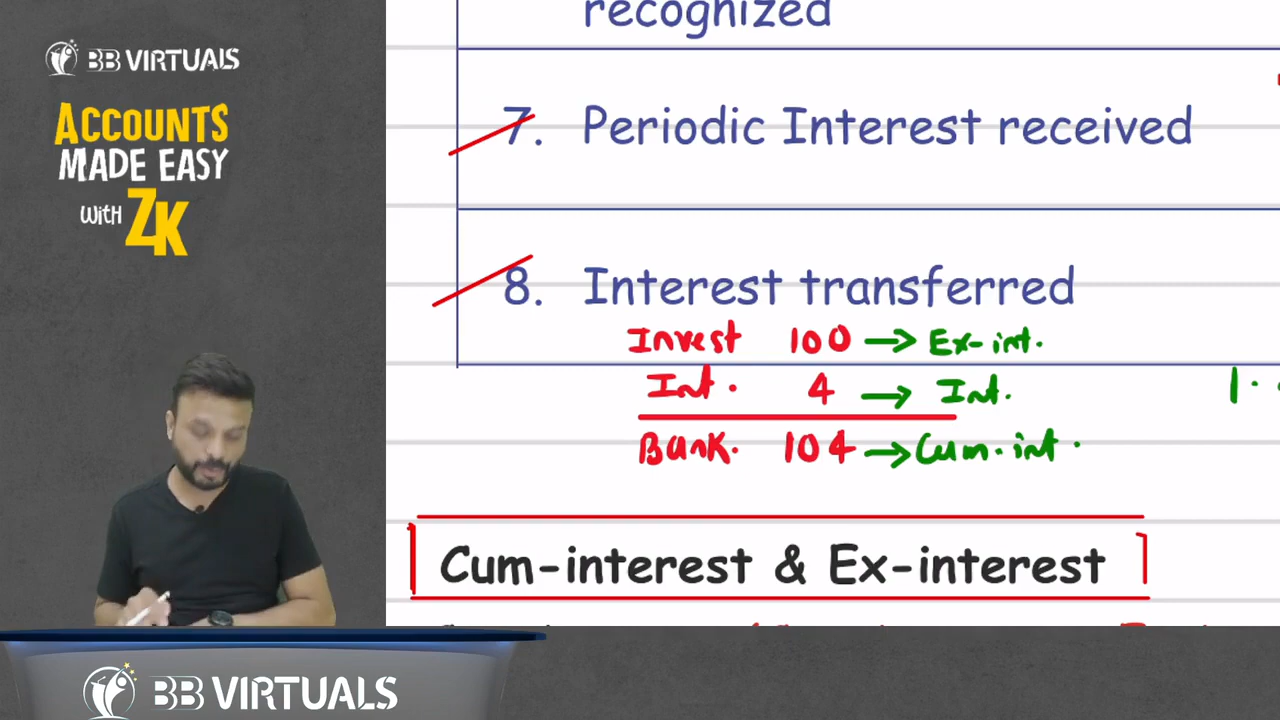 BB VIRTUALS
ACCOUNTS
MADE EASY
WITH ZK
recognized
7. Periodic Interest received
8. Interest transferred
Invest 100 → Ex-int.
Int. 4 → Int.
Bank. 104 → Cum.int.
Cum-interest & Ex-interest
BB VIRTUALS